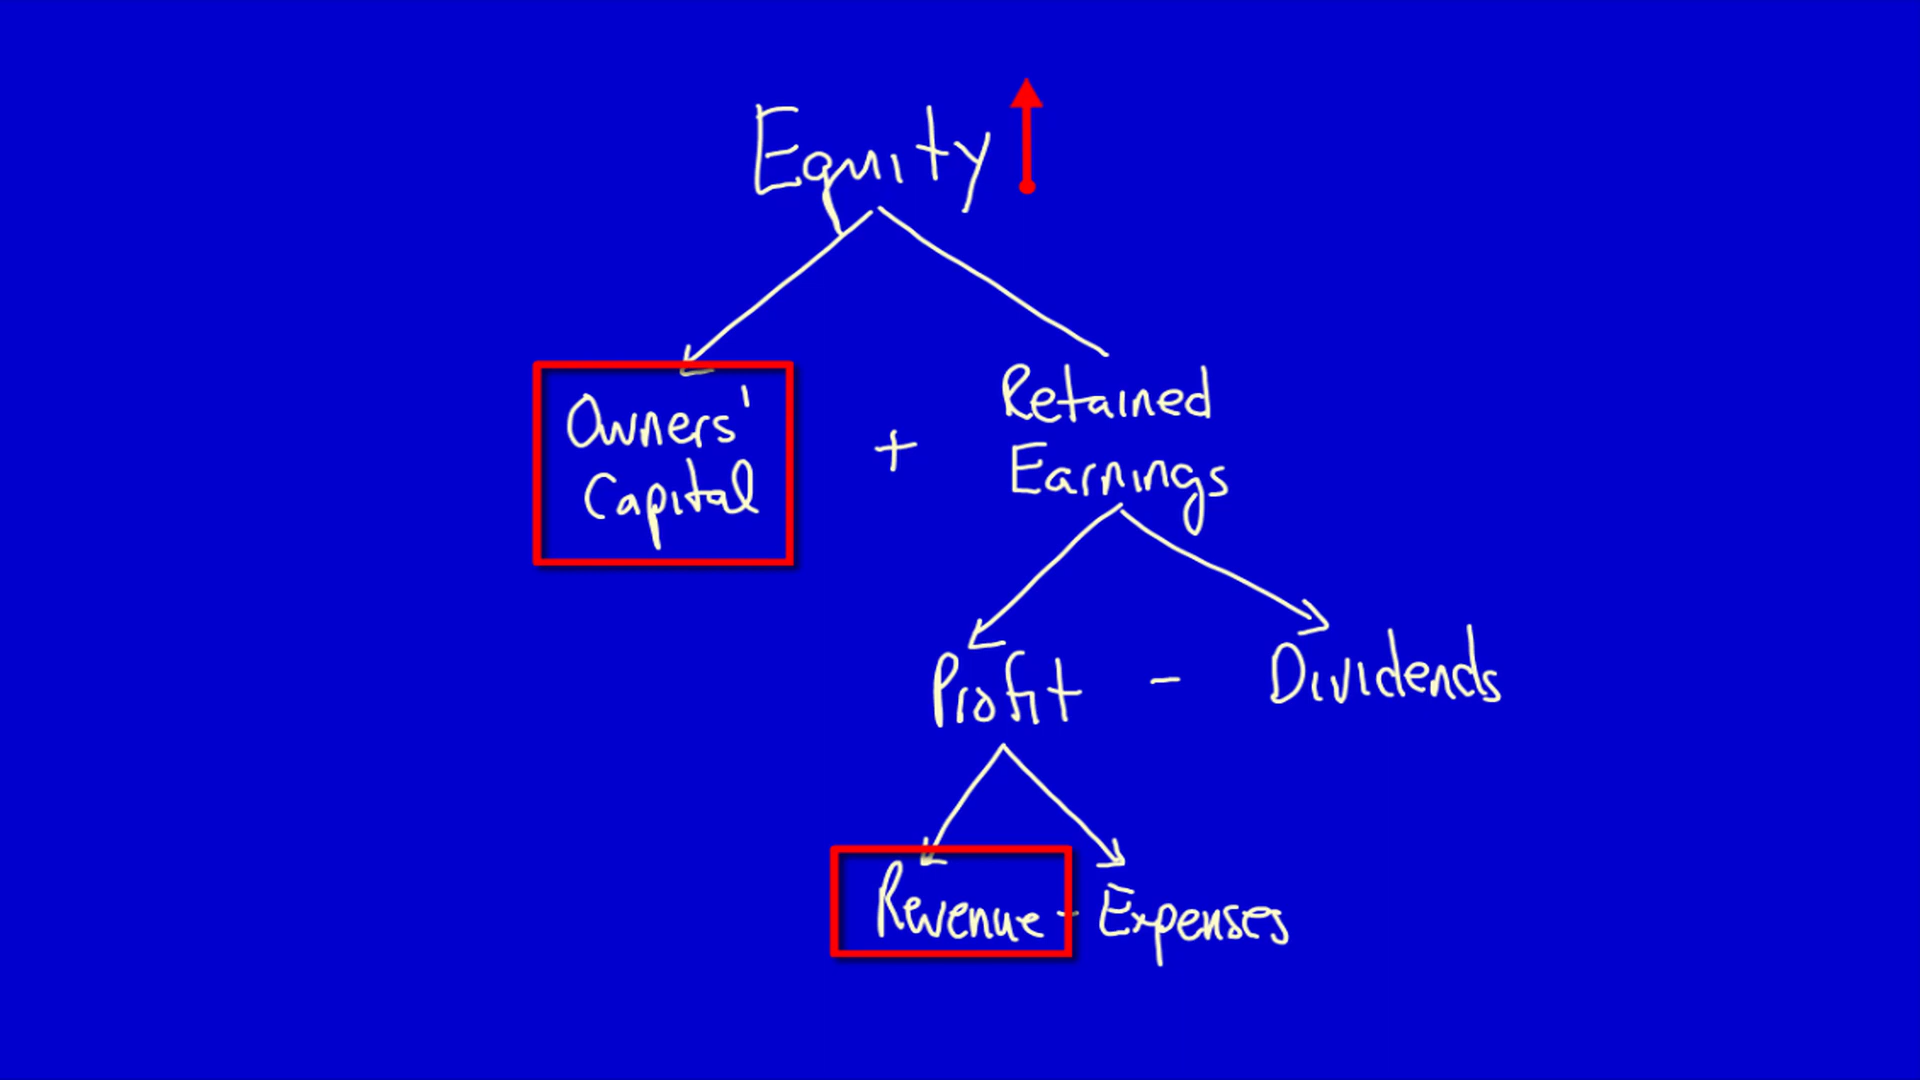 Equity
Owners' + Retained
Capital Earnings
Profit - Dividends
Revenue - Expenses